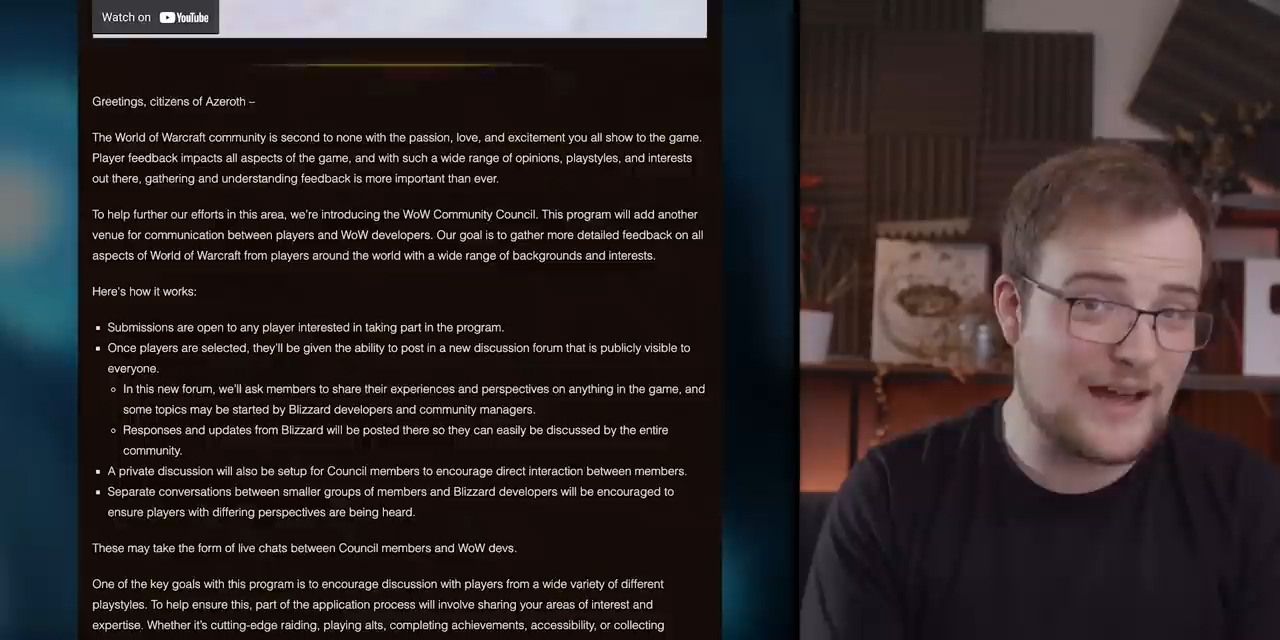 Watch on YouTube
Greetings, citizens of Azeroth –
The World of Warcraft community is second to none with the passion, love, and excitement you all show to the game.
Player feedback impacts all aspects of the game, and with such a wide range of opinions, playstyles, and interests
out there, gathering and understanding feedback is more important than ever.
To help further our efforts in this area, we're introducing the WoW Community Council. This program will add another
venue for communication between players and WoW developers. Our goal is to gather more detailed feedback on all
aspects of World of Warcraft from players around the world with a wide range of backgrounds and interests.
Here's how it works:
▪ Submissions are open to any player interested in taking part in the program.
▪ Once players are selected, they'll be given the ability to post in a new discussion forum that is publicly visible to
everyone.
◦ In this new forum, we'll ask members to share their experiences and perspectives on anything in the game, and
some topics may be started by Blizzard developers and community managers.
◦ Responses and updates from Blizzard will be posted there so they can easily be discussed by the entire
community.
▪ A private discussion will also be setup for Council members to encourage direct interaction between members.
▪ Separate conversations between smaller groups of members and Blizzard developers will be encouraged to
ensure players with differing perspectives are being heard.
These may take the form of live chats between Council members and WoW devs.
One of the key goals with this program is to encourage discussion with players from a wide variety of different
playstyles. To help ensure this, part of the application process will involve sharing your areas of interest and
expertise. Whether it's cutting-edge raiding, playing alts, completing achievements, accessibility, or collecting